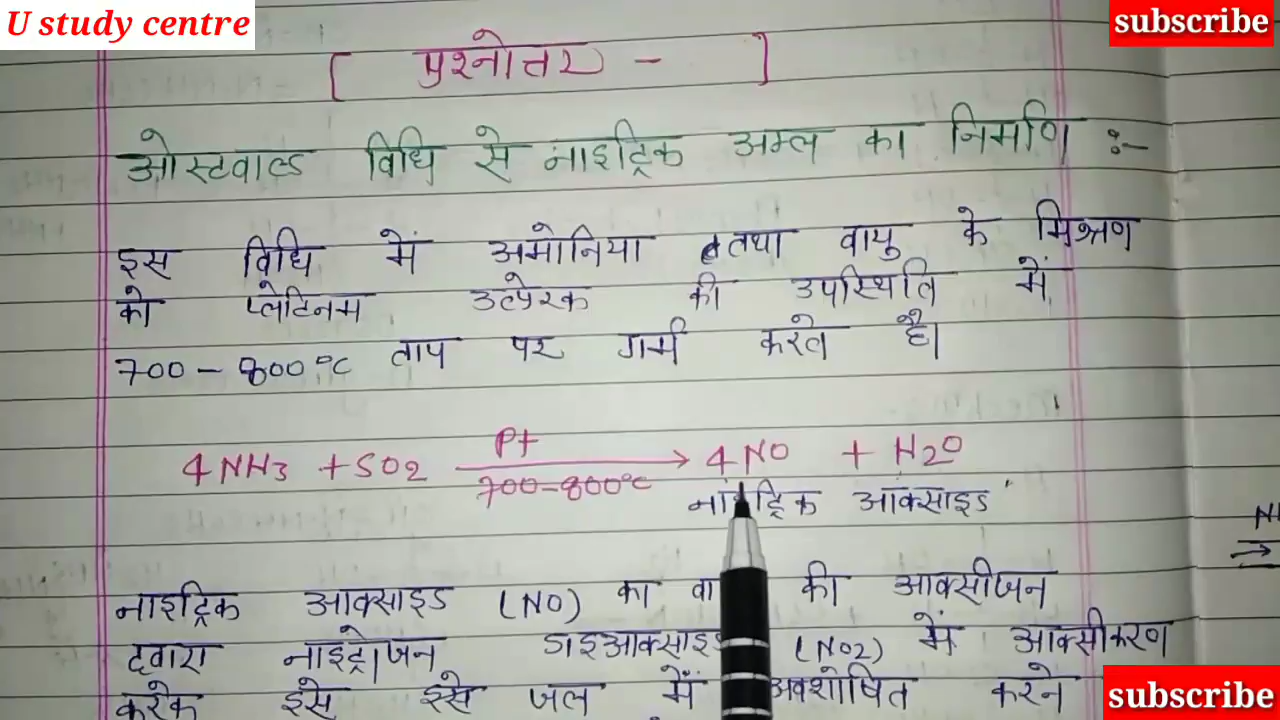 U study centre
subscribe
[ प्रश्नोत्तर - ]
ओस्टवाल्ड विधि से नाइट्रिक अम्ल का निर्माण :-
इस विधि में अमोनिया तथा वायु के मिश्रण
को प्लेटिनम उत्प्रेरक की उपस्थिति में
700-800°C ताप पर गर्म करते है।
4NH3 + 5O2 Pt 4NO + H2O
700-800°C
नाइट्रिक ऑक्साइड
नाइट्रिक आक्साइड (NO) का की आक्सीजन
द्वारा नाइट्रोजन डाइआक्साइड (NO2) में आक्सीकरण
करके इसे इसे जल में अवशोषित करने
subscribe